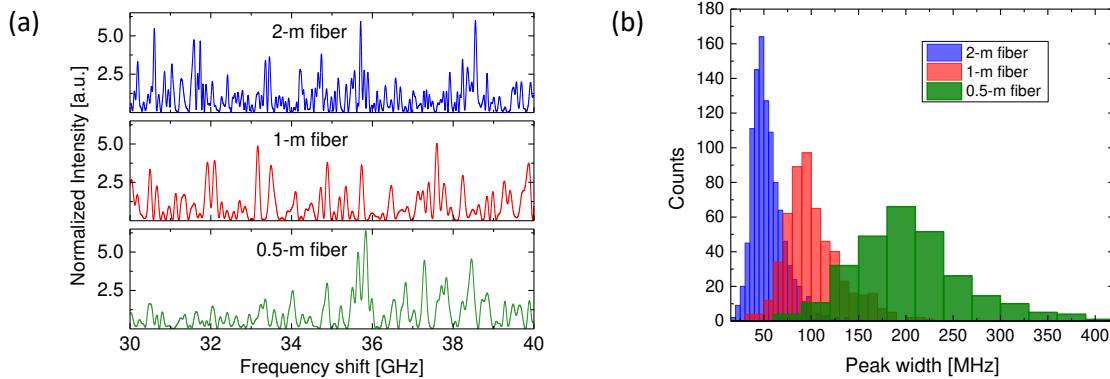 (a)
Normalized Intensity [a.u.]
5.0
2.5
2-m fiber
5.0
2.5
1-m fiber
5.0
2.5
0.5-m fiber
30 32 34 36 38 40
Frequency shift [GHz]
(b)
Counts
180
160
140
120
100
80
60
40
20
0
2-m fiber
1-m fiber
0.5-m fiber
50 100 150 200 250 300 350 400
Peak width [MHz]